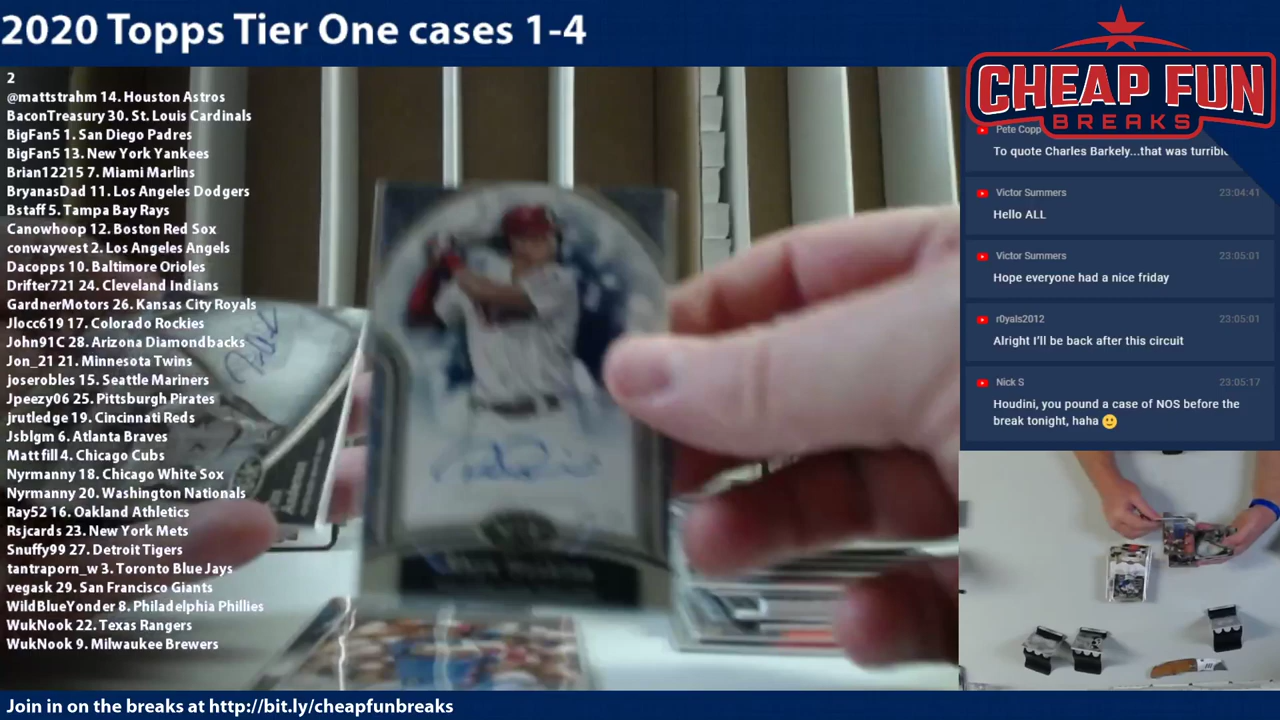 2020 Topps Tier One cases 1-4
2
@mattstrahm 14. Houston Astros
BaconTreasury 30. St. Louis Cardinals
BigFan5 1. San Diego Padres
BigFan5 13. New York Yankees
Brian12215 7. Miami Marlins
BryanasDad 11. Los Angeles Dodgers
Bstaff 5. Tampa Bay Rays
Canowhoop 12. Boston Red Sox
conwaywest 2. Los Angeles Angels
Dacopps 10. Baltimore Orioles
Drifter721 24. Cleveland Indians
GardnerMotors 26. Kansas City Royals
Jlocc619 17. Colorado Rockies
John91C 28. Arizona Diamondbacks
Jon_21 21. Minnesota Twins
joserobles 15. Seattle Mariners
Jpeezy06 25. Pittsburgh Pirates
jrutledge 19. Cincinnati Reds
Jsblgm 6. Atlanta Braves
Matt fill 4. Chicago Cubs
Nyrmanny 18. Chicago White Sox
Nyrmanny 20. Washington Nationals
Ray52 16. Oakland Athletics
Rsjcards 23. New York Mets
Snuffy99 27. Detroit Tigers
tantraporn_w 3. Toronto Blue Jays
vegask 29. San Francisco Giants
WildBlueYonder 8. Philadelphia Phillies
WukNook 22. Texas Rangers
WukNook 9. Milwaukee Brewers
Join in on the breaks at http://bit.ly/cheapfunbreaks
CHEAP FUN
BREAKS
Pete Copp
To quote Charles Barkely...that was turrible
Victor Summers 23:04:41
Hello ALL
Victor Summers 23:05:01
Hope everyone had a nice friday
r0yals2012 23:05:01
Alright I'll be back after this circuit
Nick S 23:05:17
Houdini, you pound a case of NOS before the
break tonight, haha 🙂